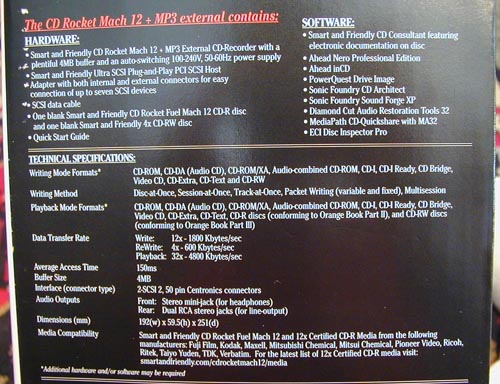 The CD Rocket Mach 12 + MP3 external contains:
HARDWARE:
• Smart and Friendly CD Rocket Mach 12 + MP3 External CD-Recorder with a
plentiful 4MB buffer and an auto-switching 100-240V, 50-60Hz power supply
• Smart and Friendly Ultra SCSI Plug-and-Play PCI SCSI Host
• Adapter with both internal and external connectors for easy
connection of up to seven SCSI devices
• SCSI data cable
• One blank Smart and Friendly CD Rocket Fuel Mach 12 CD-R disc
and one blank Smart and Friendly 4x CD-RW disc
• Quick Start Guide
SOFTWARE:
• Smart and Friendly CD Consultant featuring
electronic documentation on disc
• Ahead Nero Professional Edition
• Ahead inCD
• PowerQuest Drive Image
• Sonic Foundry CD Architect
• Sonic Foundry Sound Forge XP
• Diamond Cut Audio Restoration Tools 32
• MediaPath CD-Quickshare with MA32
• ECI Disc Inspector Pro
TECHNICAL SPECIFICATIONS:
Writing Mode Formats* CD-ROM, CD-DA (Audio CD), CD-ROM/XA, Audio-combined CD-ROM, CD-I, CD-I Ready, CD Bridge,
Video CD, CD-Extra, CD-Text and CD-RW
Writing Method Disc-at-Once, Session-at-Once, Track-at-Once, Packet Writing (variable and fixed), Multisession
Playback Mode Formats* CD-ROM, CD-DA (Audio CD), CD-ROM/XA, Audio-combined CD-ROM, CD-I, CD-I Ready, CD Bridge,
Video CD, CD-Extra, CD-Text, CD-R discs (conforming to Orange Book Part II), and CD-RW discs
(conforming to Orange Book Part III)
Data Transfer Rate Write: 12x - 1800 Kbytes/sec
ReWrite: 4x - 600 Kbytes/sec
Playback: 32x - 4800 Kbytes/sec
Average Access Time 150ms
Buffer Size 4MB
Interface (connector type) 2-SCSI 2, 50 pin Centronics connectors
Audio Outputs Front: Stereo mini-jack (for headphones)
Rear: Dual RCA stereo jacks (for line-output)
Dimensions (mm) 192(w) x 59.5(h) x 251(d)
Media Compatibility Smart and Friendly CD Rocket Fuel Mach 12 and 12x Certified CD-R Media from the following
manufacturers: Fuji Film, Kodak, Maxell, Mitsubishi Chemical, Mitsui Chemical, Pioneer Video, Ricoh,
Ritek, Taiyo Yuden, TDK, Verbatim. For the latest list of 12x Certified CD-R media visit:
smartandfriendly.com/cdrocketmach12/media
*Additional hardware and/or software may be required